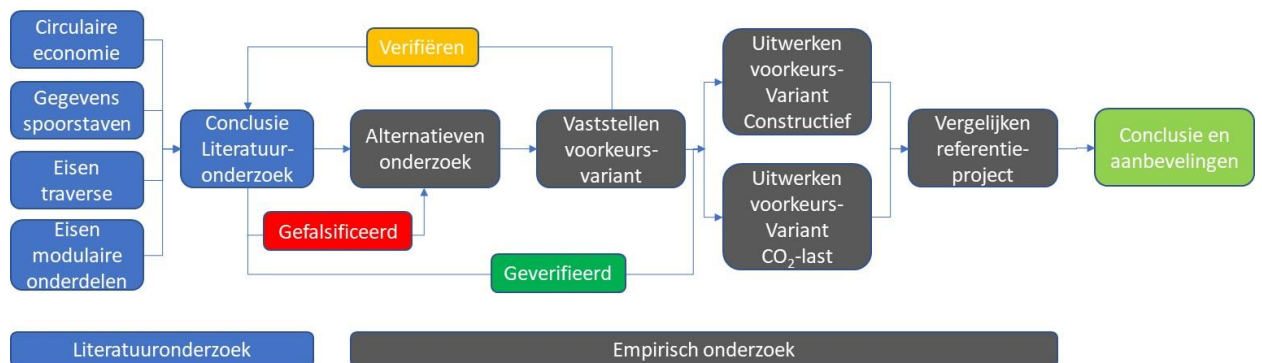 Circulaire
economie
Gegevens
spoorstaven
Eisen
traverse
Eisen
modulaire
onderdelen
Conclusie
Literatuur-
onderzoek
Verifiëren
Alternatieven
onderzoek
Gefalsificeerd
Vaststellen
voorkeurs-
variant
Geverifieerd
Uitwerken
voorkeurs-
Variant
Constructief
Uitwerken
voorkeurs-
Variant
CO₂-last
Vergelijken
referentie-
project
Conclusie en
aanbevelingen
Literatuuronderzoek
Empirisch onderzoek